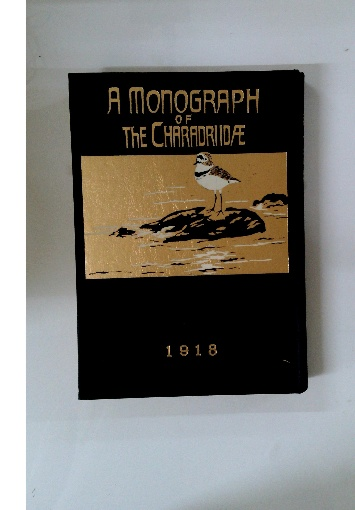 A MONOGRAPH
OF
THE CHARADRIIDÆ
1918